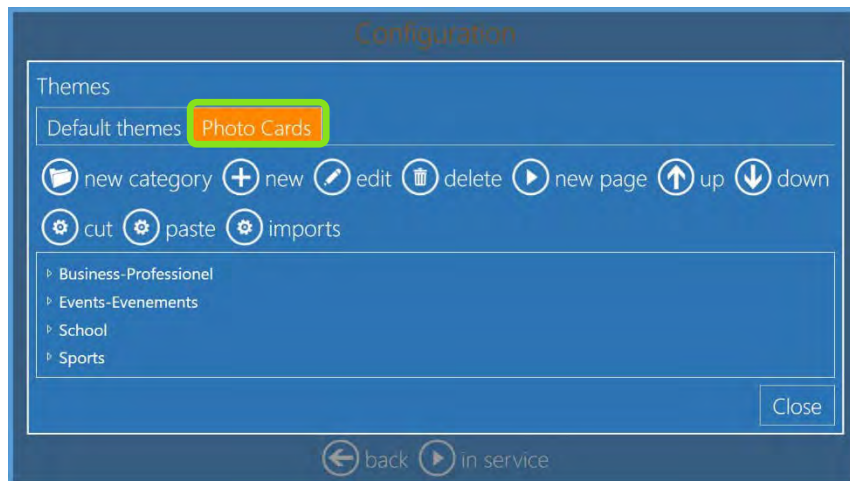 Configuration
Themes
Default themes Photo Cards
new category new edit delete new page up down
cut paste imports
Business-Professionel
Events-Evenements
School
Sports
Close
back in service